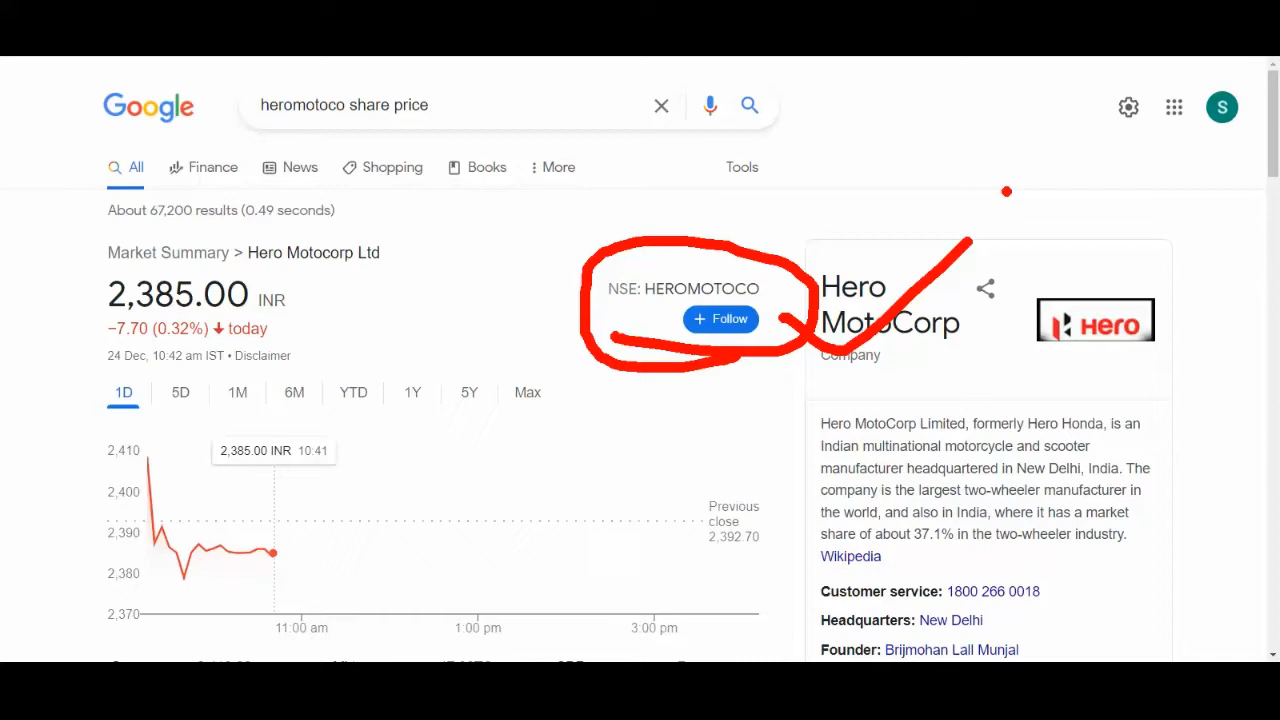 Google
heromotoco share price
S
All Finance News Shopping Books More Tools
About 67,200 results (0.49 seconds)
Market Summary > Hero Motocorp Ltd
2,385.00 INR
−7.70 (0.32%) today
24 Dec, 10:42 am IST • Disclaimer
NSE: HEROMOTOCO
+ Follow
1D 5D 1M 6M YTD 1Y 5Y Max
2,385.00 INR 10:41
2,410
2,400
2,390
2,380
2,370
Previous
close
2,392.70
11:00 am 1:00 pm 3:00 pm
Hero
MotoCorp
Company
HERO
Hero MotoCorp Limited, formerly Hero Honda, is an
Indian multinational motorcycle and scooter
manufacturer headquartered in New Delhi, India. The
company is the largest two-wheeler manufacturer in
the world, and also in India, where it has a market
share of about 37.1% in the two-wheeler industry.
Wikipedia
Customer service: 1800 266 0018
Headquarters: New Delhi
Founder: Brijmohan Lall Munjal